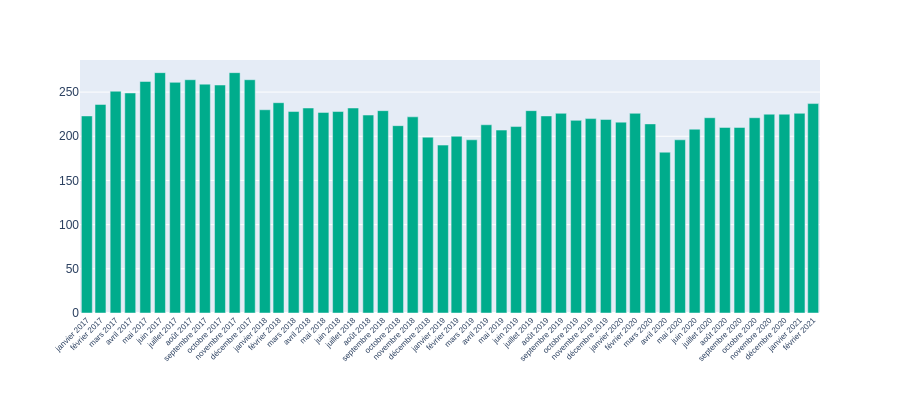 250
200
150
100
50
0
janvier 2017
février 2017
mars 2017
avril 2017
mai 2017
juin 2017
juillet 2017
août 2017
septembre 2017
octobre 2017
novembre 2017
décembre 2017
janvier 2018
février 2018
mars 2018
avril 2018
mai 2018
juin 2018
juillet 2018
août 2018
septembre 2018
octobre 2018
novembre 2018
décembre 2018
janvier 2019
février 2019
mars 2019
avril 2019
mai 2019
juin 2019
juillet 2019
août 2019
septembre 2019
octobre 2019
novembre 2019
décembre 2019
janvier 2020
février 2020
mars 2020
avril 2020
mai 2020
juin 2020
juillet 2020
août 2020
septembre 2020
octobre 2020
novembre 2020
décembre 2020
janvier 2021
février 2021